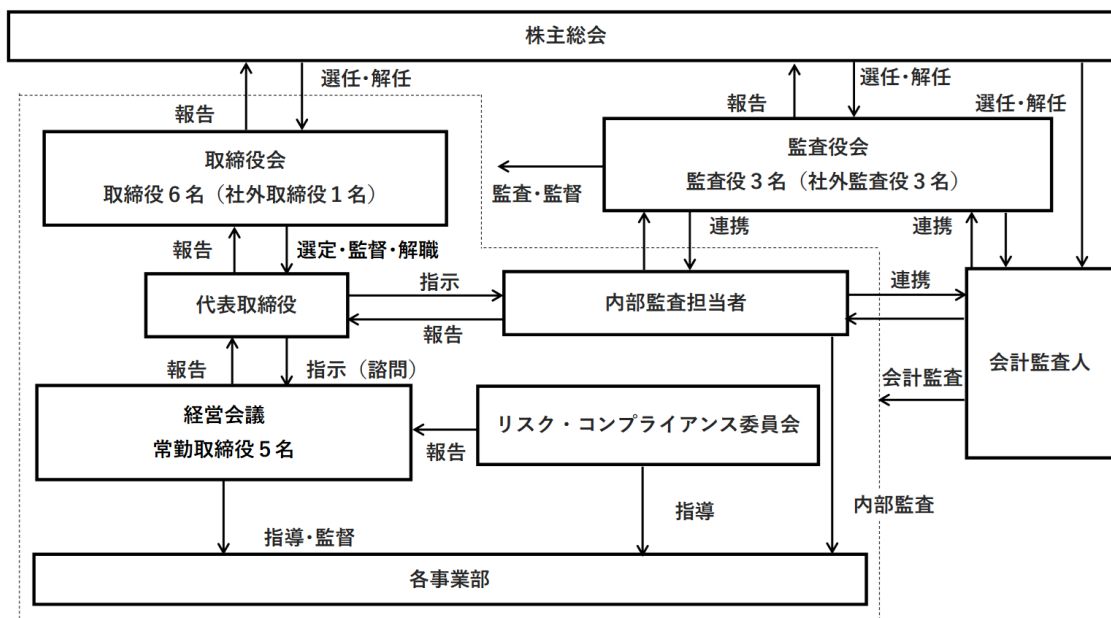 株主総会
選任・解任
選任・解任
報告
報告
選任・解任
取締役会
取締役６名（社外取締役１名）
監査役会
監査役３名（社外監査役３名）
監査・監督
報告
選定・監督・解職
連携
連携
代表取締役
指示
報告
内部監査担当者
連携
会計監査人
報告
指示（諮問）
会計監査
経営会議
常勤取締役５名
報告
リスク・コンプライアンス委員会
指導・監督
指導
内部監査
各事業部